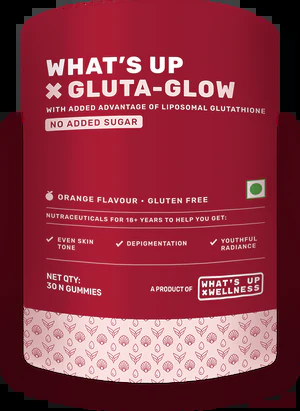 WHAT'S UP
× GLUTA-GLOW
WITH ADDED ADVANTAGE OF LIPOSOMAL GLUTATHIONE
NO ADDED SUGAR
ORANGE FLAVOUR • GLUTEN FREE
NUTRACEUTICALS FOR 18+ YEARS TO HELP YOU GET:
EVEN SKIN TONE
DEPIGMENTATION
YOUTHFUL RADIANCE
NET QTY:
30 N GUMMIES
A PRODUCT OF
WHAT'S UP
×WELLNESS